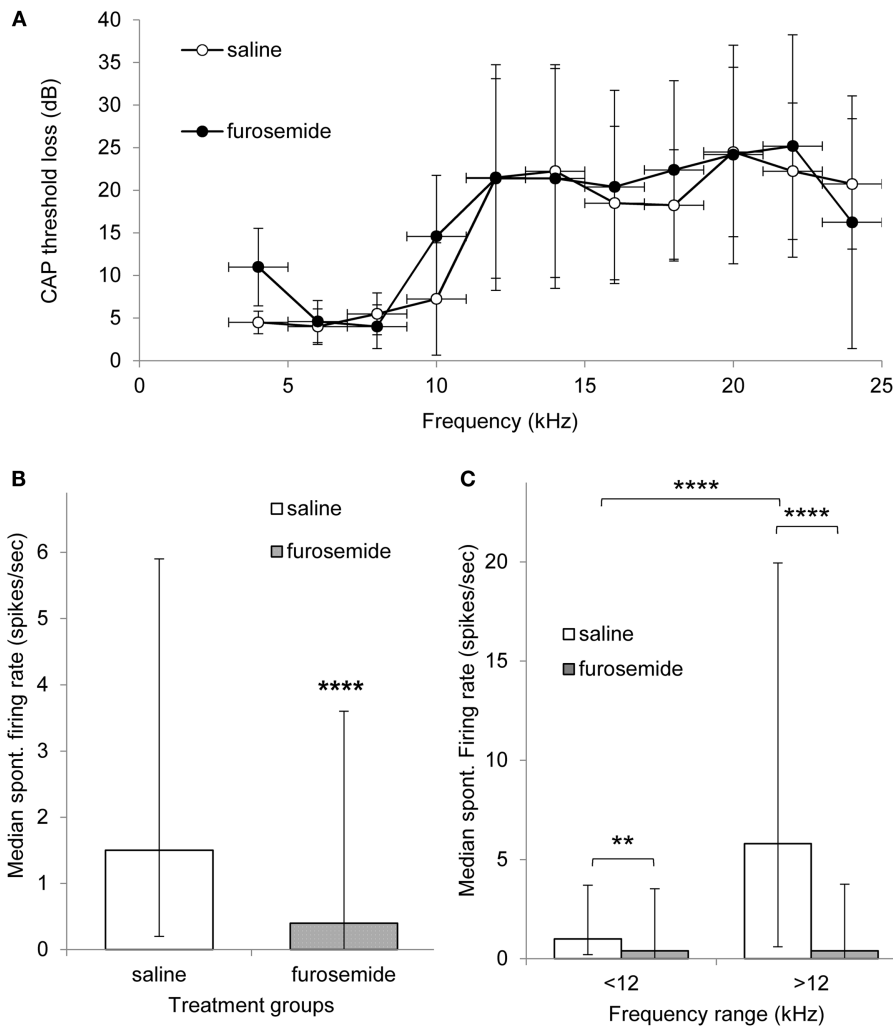 A
CAP threshold loss (dB)
40
35
30
25
20
15
10
5
0
saline
furosemide
0 5 10 15 20 25
Frequency (kHz)
B
Median spont. firing rate (spikes/sec)
6
5
4
3
2
1
0
saline
furosemide
****
saline furosemide
Treatment groups
C
Median spont. Firing rate (spikes/sec)
20
15
10
5
0
****
****
saline
furosemide
**
<12 >12
Frequency range (kHz)